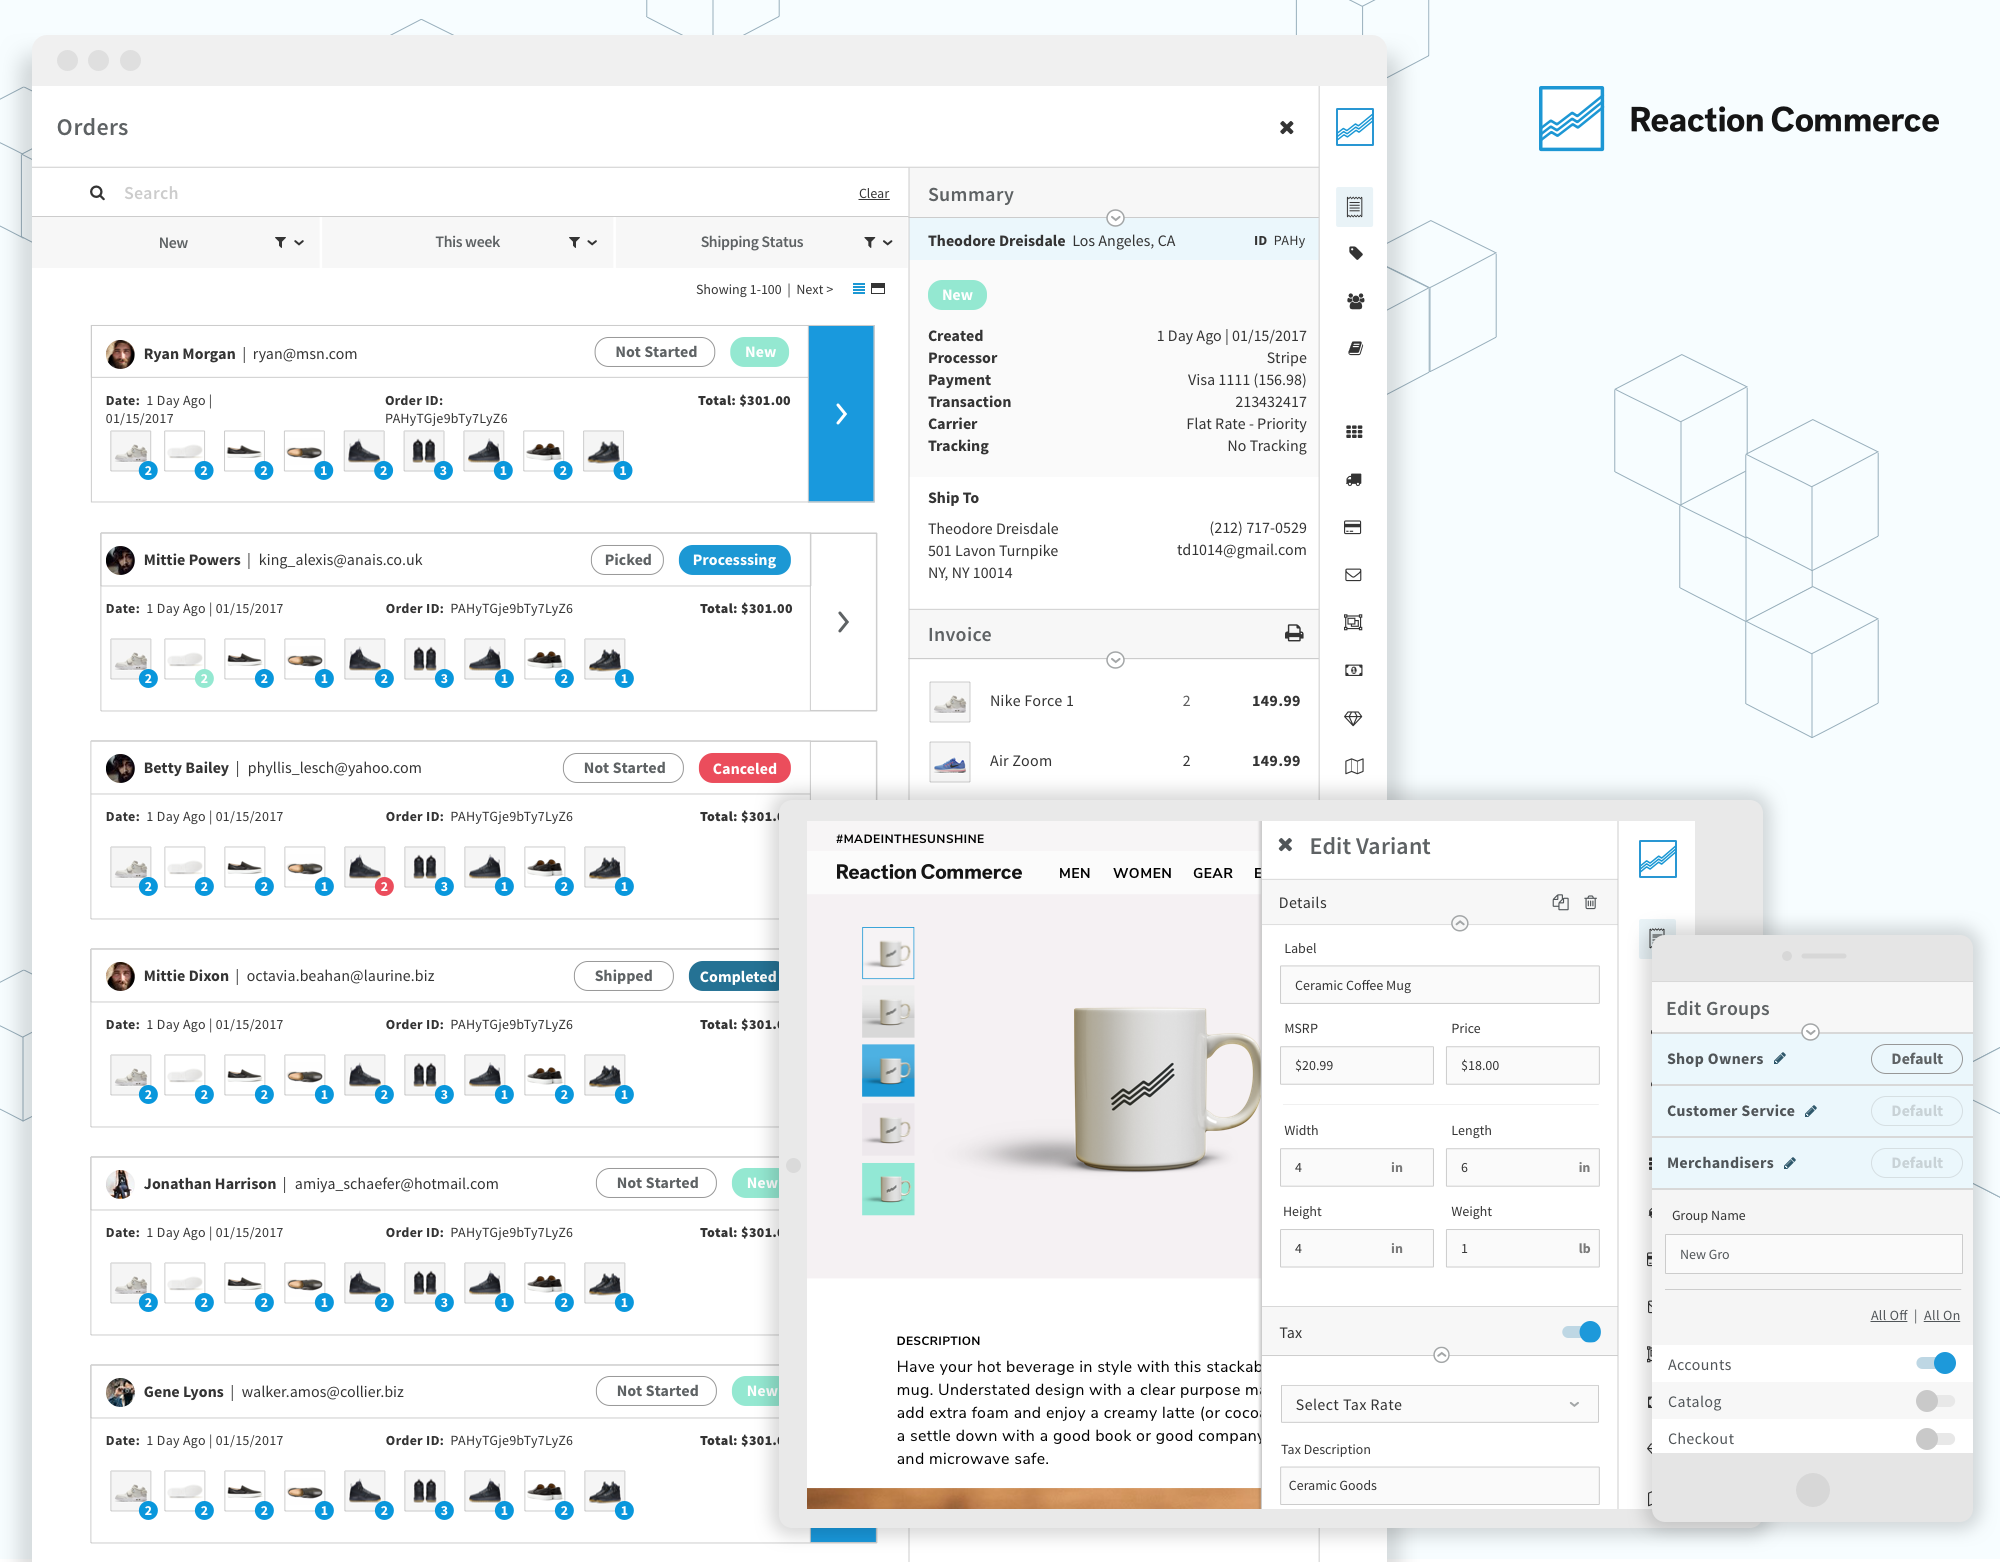 Orders
Reaction Commerce
Search
Clear
New
This week
Shipping Status
Showing 1-100 | Next >
Ryan Morgan | ryan@msn.com
Not Started
New
Date: 1 Day Ago |
01/15/2017
Order ID:
PAHyTGje9bTy7LyZ6
Total: $301.00
2 2 2 1 2 3 1 2 1
Mittie Powers | king_alexis@anais.co.uk
Picked
Processsing
Date: 1 Day Ago | 01/15/2017
Order ID: PAHyTGje9bTy7LyZ6
Total: $301.00
2 2 2 1 2 3 1 2 1
Betty Bailey | phyllis_lesch@yahoo.com
Not Started
Canceled
Date: 1 Day Ago | 01/15/2017
Order ID: PAHyTGje9bTy7LyZ6
Total: $301.
2 2 2 1 2 3 1 2 1
Mittie Dixon | octavia.beahan@laurine.biz
Shipped
Completed
Date: 1 Day Ago | 01/15/2017
Order ID: PAHyTGje9bTy7LyZ6
Total: $301.
2 2 2 1 2 3 1 2 1
Jonathan Harrison | amiya_schaefer@hotmail.com
Not Started
New
Date: 1 Day Ago | 01/15/2017
Order ID: PAHyTGje9bTy7LyZ6
Total: $301.
2 2 2 1 2 3 1 2 1
Gene Lyons | walker.amos@collier.biz
Not Started
New
Date: 1 Day Ago | 01/15/2017
Order ID: PAHyTGje9bTy7LyZ6
Total: $301.
2 2 2 1 2 3 1 2 1
Summary
Theodore Dreisdale Los Angeles, CA ID PAHy
New
Created 1 Day Ago | 01/15/2017
Processor Stripe
Payment Visa 1111 (156.98)
Transaction 213432417
Carrier Flat Rate - Priority
Tracking No Tracking
Ship To
Theodore Dreisdale (212) 717-0529
501 Lavon Turnpike td1014@gmail.com
NY, NY 10014
Invoice
Nike Force 1 2 149.99
Air Zoom 2 149.99
#MADEINTHESUNSHINE
Reaction Commerce MEN WOMEN GEAR
DESCRIPTION
Have your hot beverage in style with this stackab
mug. Understated design with a clear purpose ma
add extra foam and enjoy a creamy latte (or cocoa
a settle down with a good book or good company
and microwave safe.
Edit Variant
Details
Label
Ceramic Coffee Mug
MSRP Price
$20.99 $18.00
Width Length
4 in 6 in
Height Weight
4 in 1 lb
Tax
Select Tax Rate
Tax Description
Ceramic Goods
Edit Groups
Shop Owners Default
Customer Service Default
Merchandisers Default
Group Name
New Gro
All Off | All On
Accounts
Catalog
Checkout